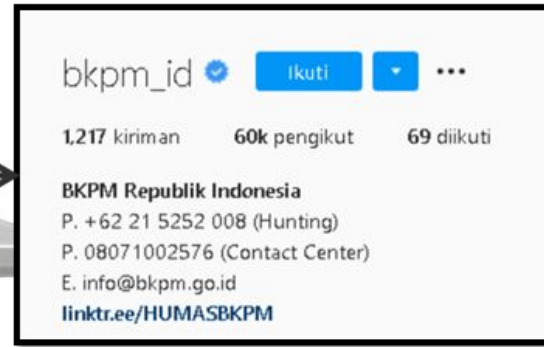 bkpm_id Ikuti
1,217 kiriman 60k pengikut 69 diikuti
BKPM Republik Indonesia
P. +62 21 5252 008 (Hunting)
P. 08071002576 (Contact Center)
E. info@bkpm.go.id
linktr.ee/HUMASBKPM